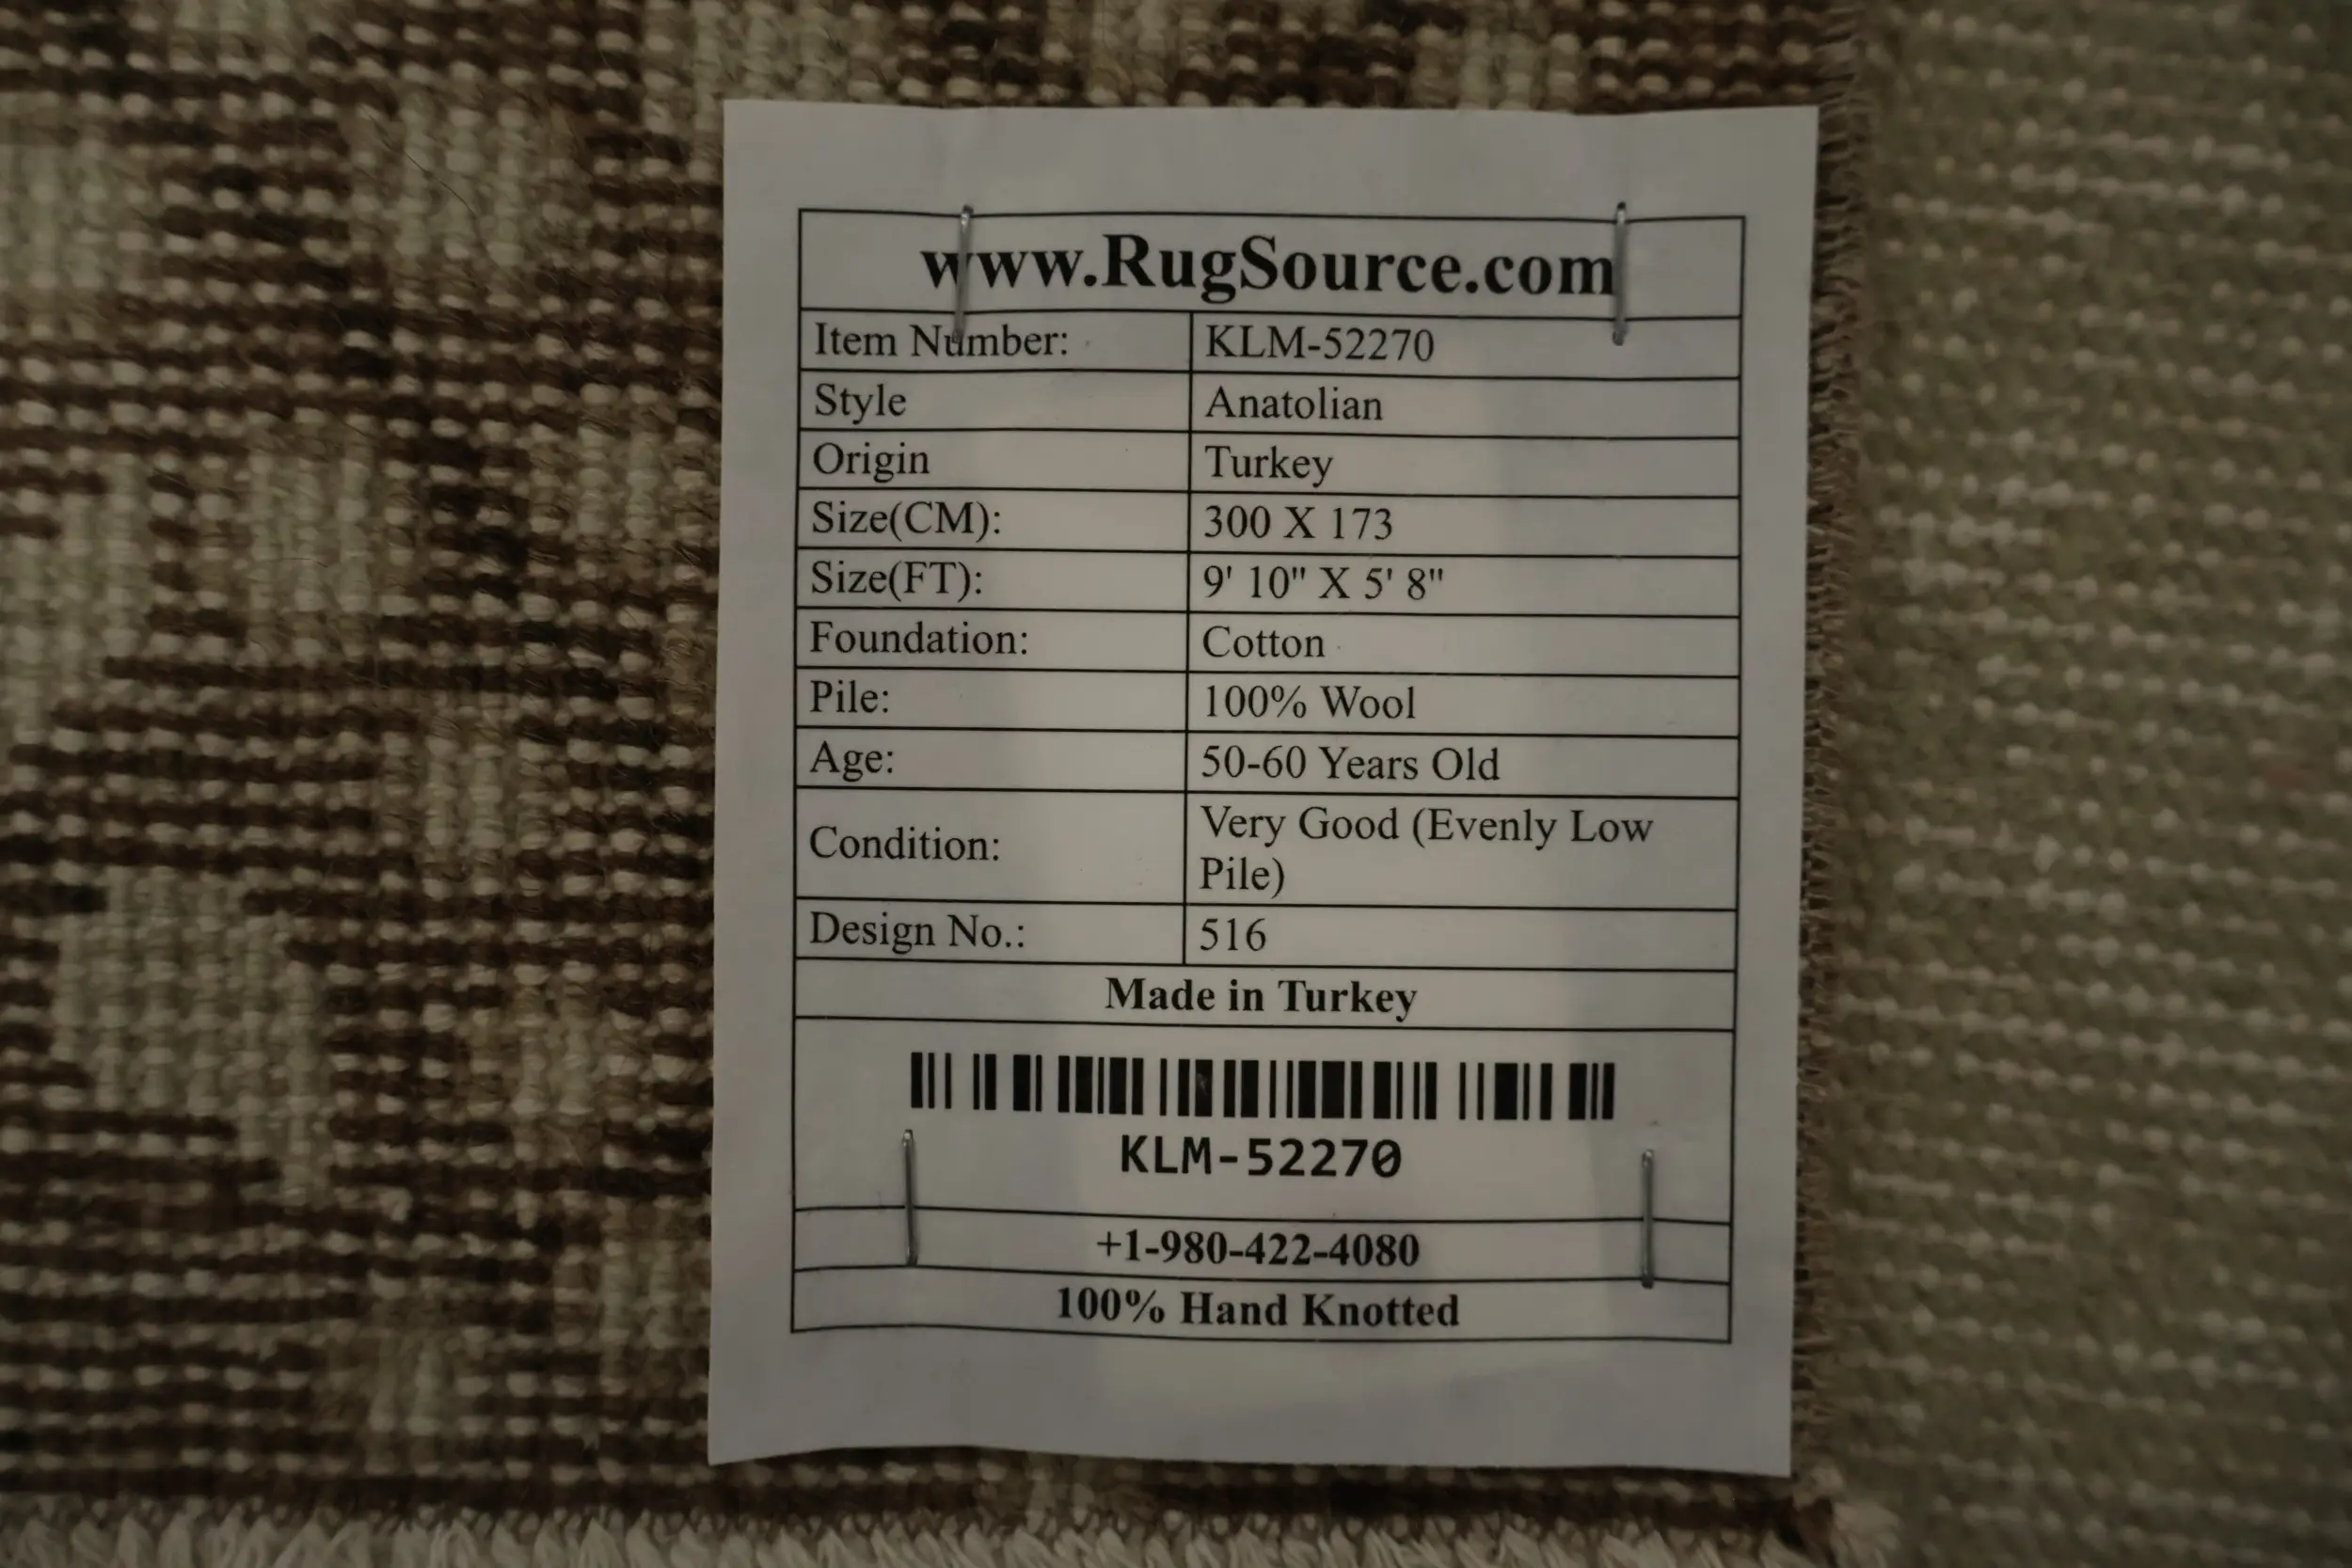 www.RugSource.com
Item Number: KLM-52270
Style Anatolian
Origin Turkey
Size(CM): 300 X 173
Size(FT): 9' 10" X 5' 8"
Foundation: Cotton
Pile: 100% Wool
Age: 50-60 Years Old
Condition: Very Good (Evenly Low
Pile)
Design No.: 516
Made in Turkey
KLM-52270
+1-980-422-4080
100% Hand Knotted